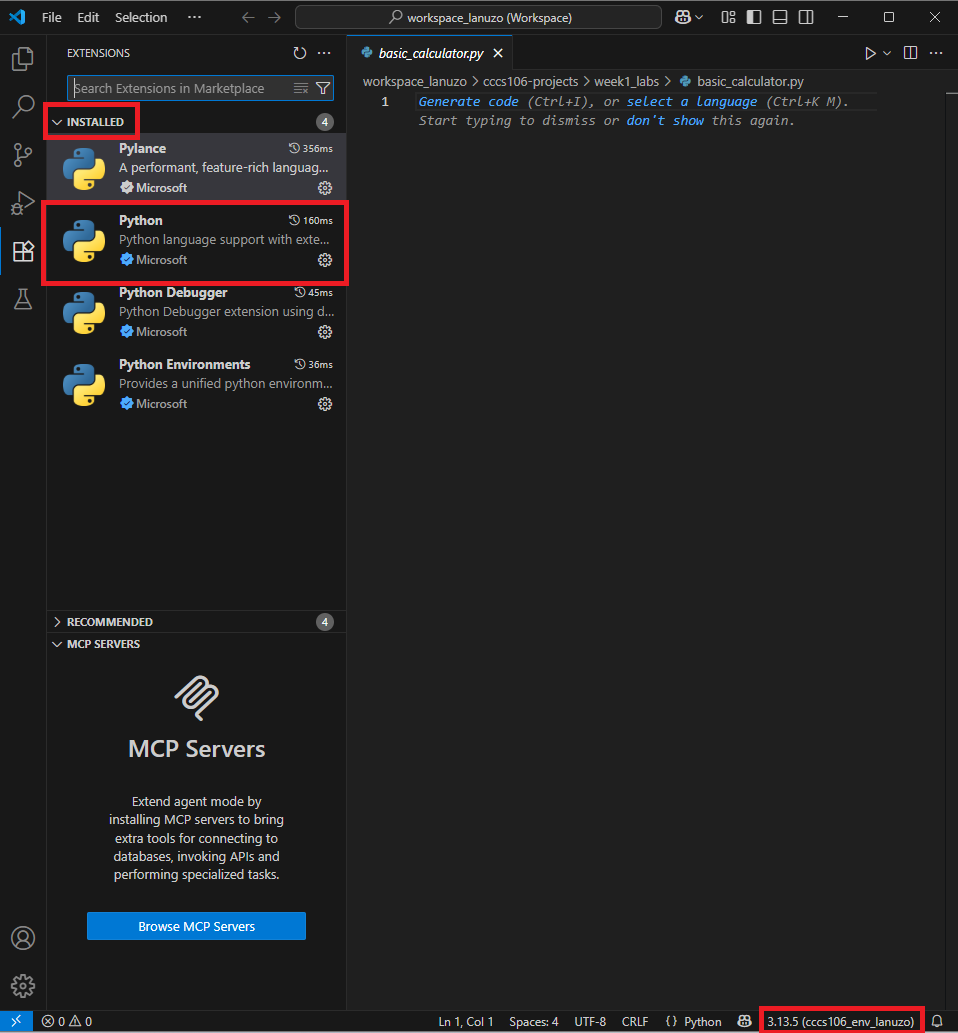 File Edit Selection ··· workspace_lanuzo (Workspace)
EXTENSIONS
Search Extensions in Marketplace
INSTALLED 4
Pylance 356ms
A performant, feature-rich languag...
Microsoft
Python 160ms
Python language support with exte...
Microsoft
Python Debugger 45ms
Python Debugger extension using d...
Microsoft
Python Environments 36ms
Provides a unified python environm...
Microsoft
RECOMMENDED 4
MCP SERVERS
MCP Servers
Extend agent mode by
installing MCP servers to bring
extra tools for connecting to
databases, invoking APIs and
performing specialized tasks.
Browse MCP Servers
basic_calculator.py
workspace_lanuzo > cccs106-projects > week1_labs > basic_calculator.py
1 Generate code (Ctrl+I), or select a language (Ctrl+K M).
Start typing to dismiss or don't show this again.
0 0 Ln 1, Col 1 Spaces: 4 UTF-8 CRLF {} Python 3.13.5 (cccs106_env_lanuzo)